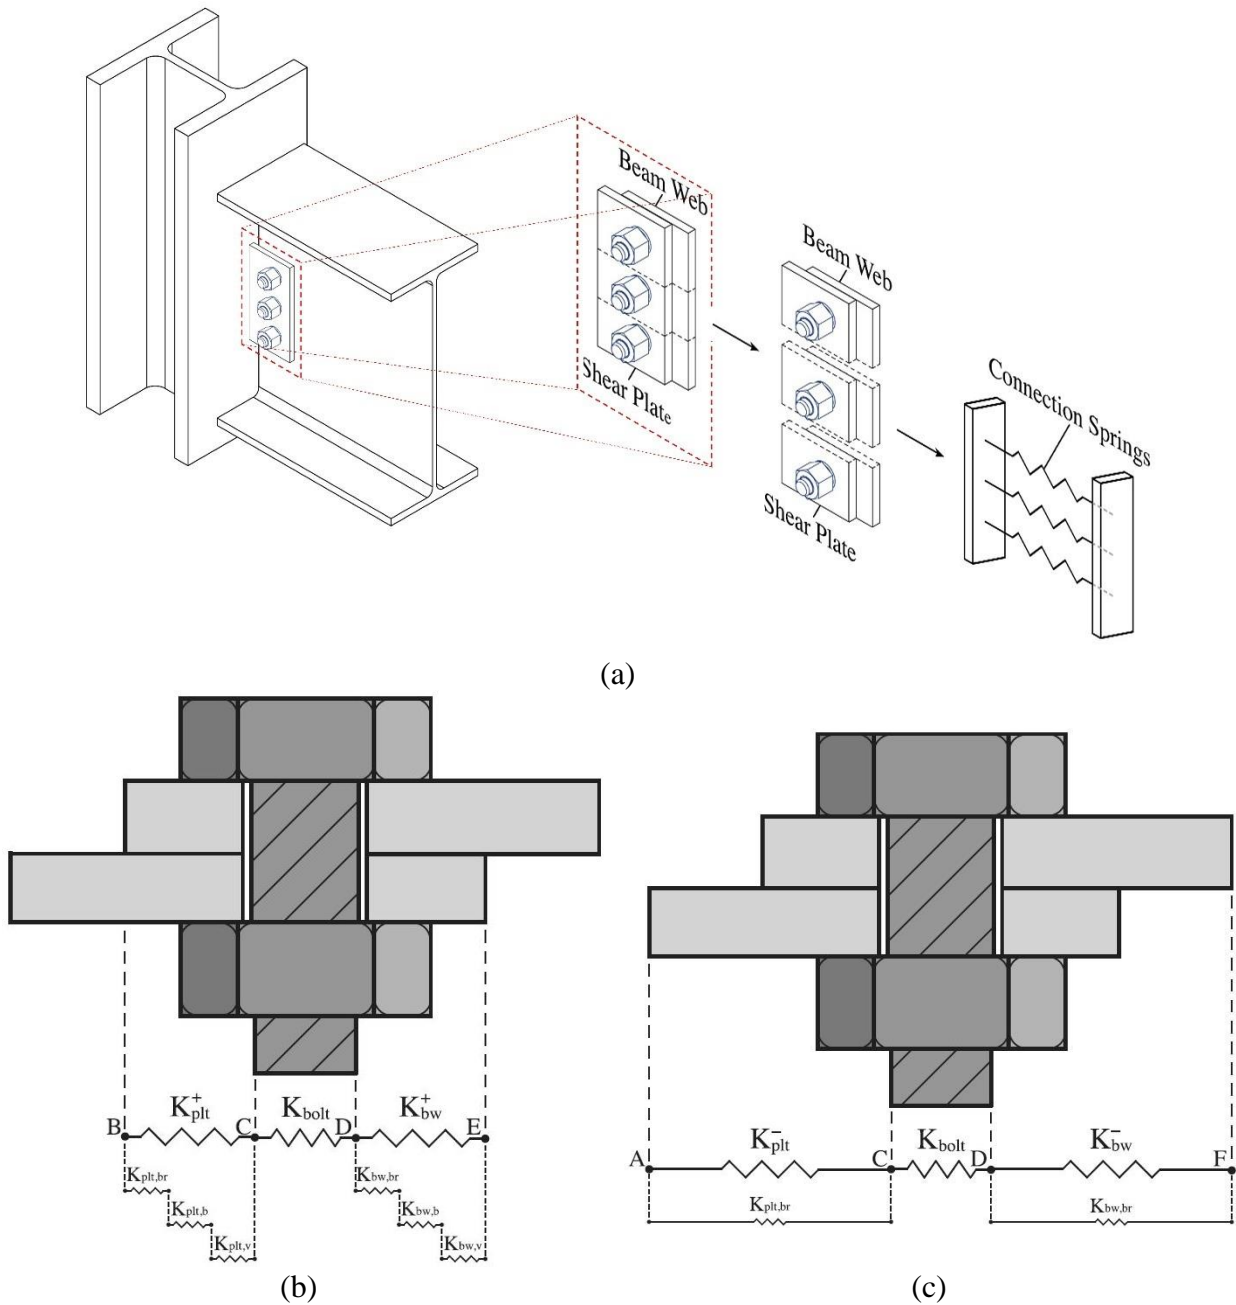 Beam Web
Shear Plate
Beam Web
Shear Plate
Connection Springs
(a)
B K⁺plt C Kbolt D K⁺bw E
Kplt,br Kbw,br
Kplt,b Kbw,b
Kplt,v Kbw,v
(b)
A K⁻plt C Kbolt D K⁻bw F
Kplt,br Kbw,br
(c)